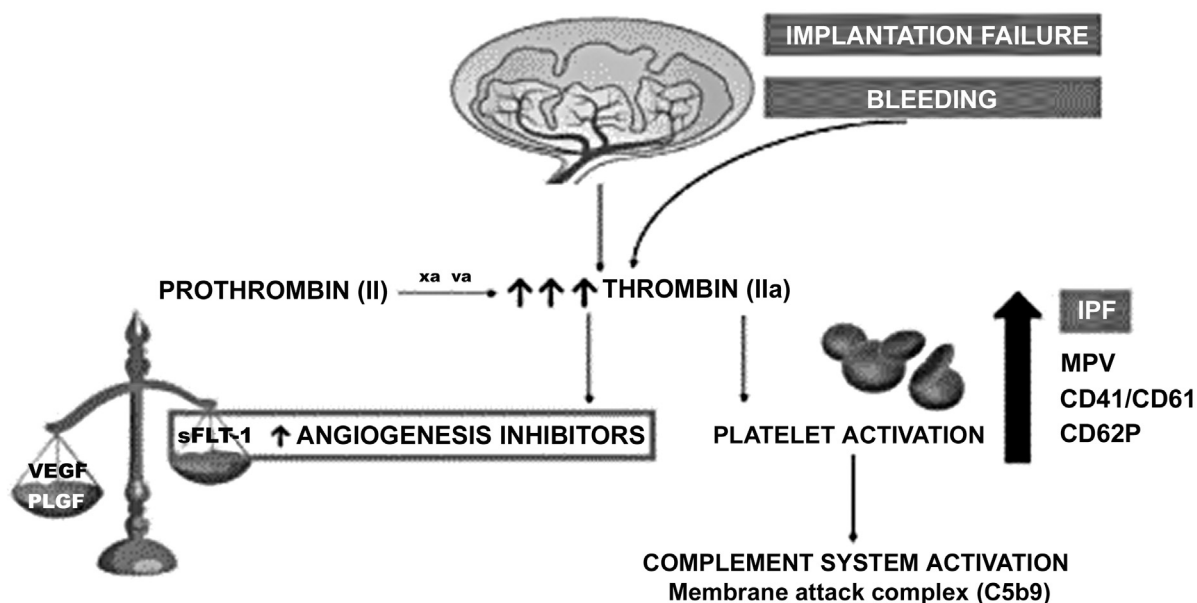 IMPLANTATION FAILURE
BLEEDING
xa va
PROTHROMBIN (II)
THROMBIN (IIa)
IPF
MPV
CD41/CD61
CD62P
sFLT-1
ANGIOGENESIS INHIBITORS
PLATELET ACTIVATION
VEGF
PLGF
COMPLEMENT SYSTEM ACTIVATION
Membrane attack complex (C5b9)